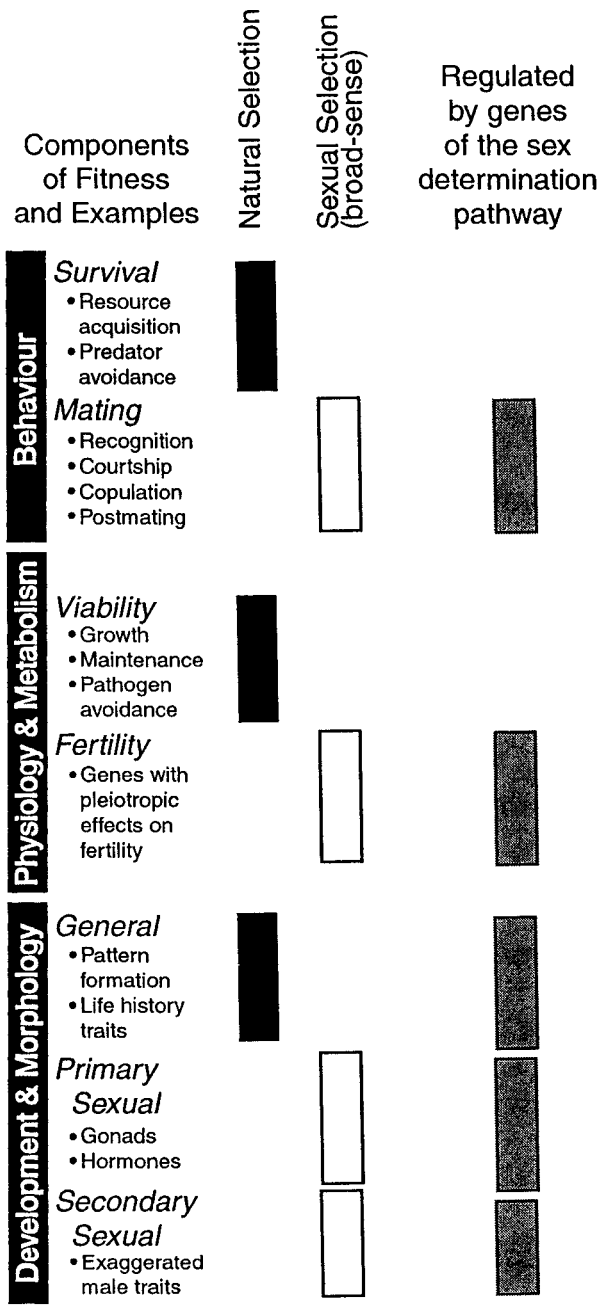 Components
of Fitness
and Examples
Natural Selection
Sexual Selection
(broad-sense)
Regulated
by genes
of the sex
determination
pathway
Behaviour
Survival
• Resource
acquisition
• Predator
avoidance
Mating
• Recognition
• Courtship
• Copulation
• Postmating
Physiology & Metabolism
Viability
• Growth
• Maintenance
• Pathogen
avoidance
Fertility
• Genes with
pleiotropic
effects on
fertility
Development & Morphology
General
• Pattern
formation
• Life history
traits
Primary
Sexual
• Gonads
• Hormones
Secondary
Sexual
• Exaggerated
male traits